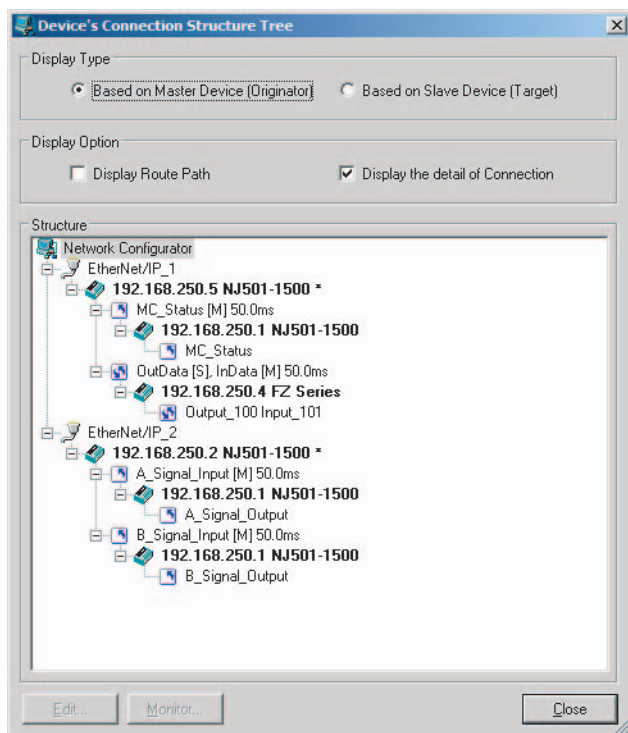 Device's Connection Structure Tree
Display Type
Based on Master Device (Originator)
Based on Slave Device (Target)
Display Option
Display Route Path
Display the detail of Connection
Structure
Network Configurator
EtherNet/IP_1
192.168.250.5 NJ501-1500 *
MC_Status [M] 50.0ms
192.168.250.1 NJ501-1500
MC_Status
OutData [S], InData [M] 50.0ms
192.168.250.4 FZ Series
Output_100 Input_101
EtherNet/IP_2
192.168.250.2 NJ501-1500 *
A_Signal_Input [M] 50.0ms
192.168.250.1 NJ501-1500
A_Signal_Output
B_Signal_Input [M] 50.0ms
192.168.250.1 NJ501-1500
B_Signal_Output
Edit...
Monitor...
Close